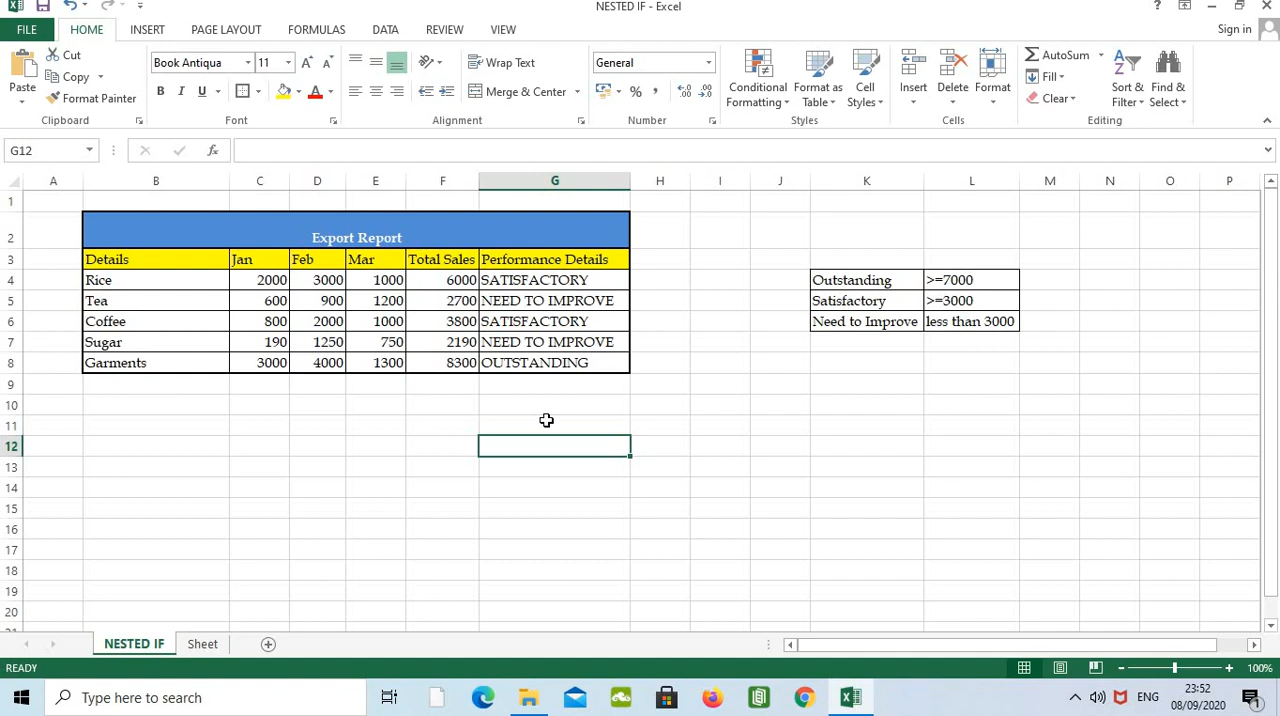 NESTED IF - Excel
?
FILE HOME INSERT PAGE LAYOUT FORMULAS DATA REVIEW VIEW Sign in
Paste
Cut
Copy
Format Painter
Clipboard
Book Antiqua 11
B I U A
Font
Wrap Text
Merge & Center
Alignment
General
%
Number
Conditional Formatting
Format as Table
Cell Styles
Styles
Insert Delete Format
Cells
AutoSum
Fill
Clear
Sort & Filter
Find & Select
Editing
G12 fx
A B C D E F G H I J K L M N O P
1
2 Export Report
3 Details Jan Feb Mar Total Sales Performance Details
4 Rice 2000 3000 1000 6000 SATISFACTORY Outstanding >=7000
5 Tea 600 900 1200 2700 NEED TO IMPROVE Satisfactory >=3000
6 Coffee 800 2000 1000 3800 SATISFACTORY Need to Improve less than 3000
7 Sugar 190 1250 750 2190 NEED TO IMPROVE
8 Garments 3000 4000 1300 8300 OUTSTANDING
9
10
11
12
13
14
15
16
17
18
19
20
21
NESTED IF Sheet
READY 100%
Type here to search ENG 23:52
08/09/2020